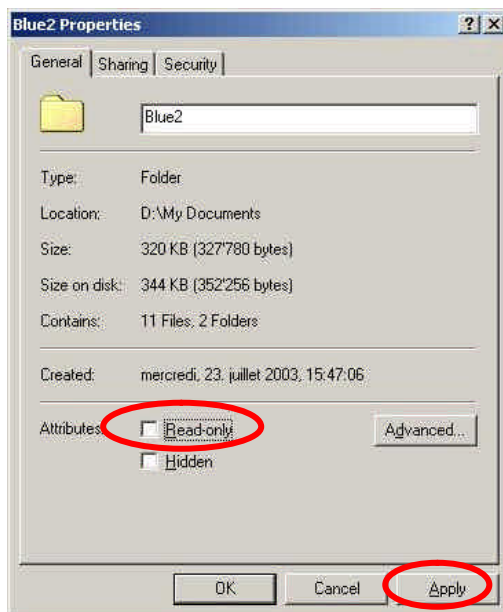 Blue2 Properties
General Sharing Security
Blue2
Type: Folder
Location: D:\My Documents
Size: 320 KB (327'780 bytes)
Size on disk: 344 KB (352'256 bytes)
Contains: 11 Files, 2 Folders
Created: mercredi, 23. juillet 2003, 15:47:06
Attributes: Read-only Advanced...
Hidden
OK Cancel Apply